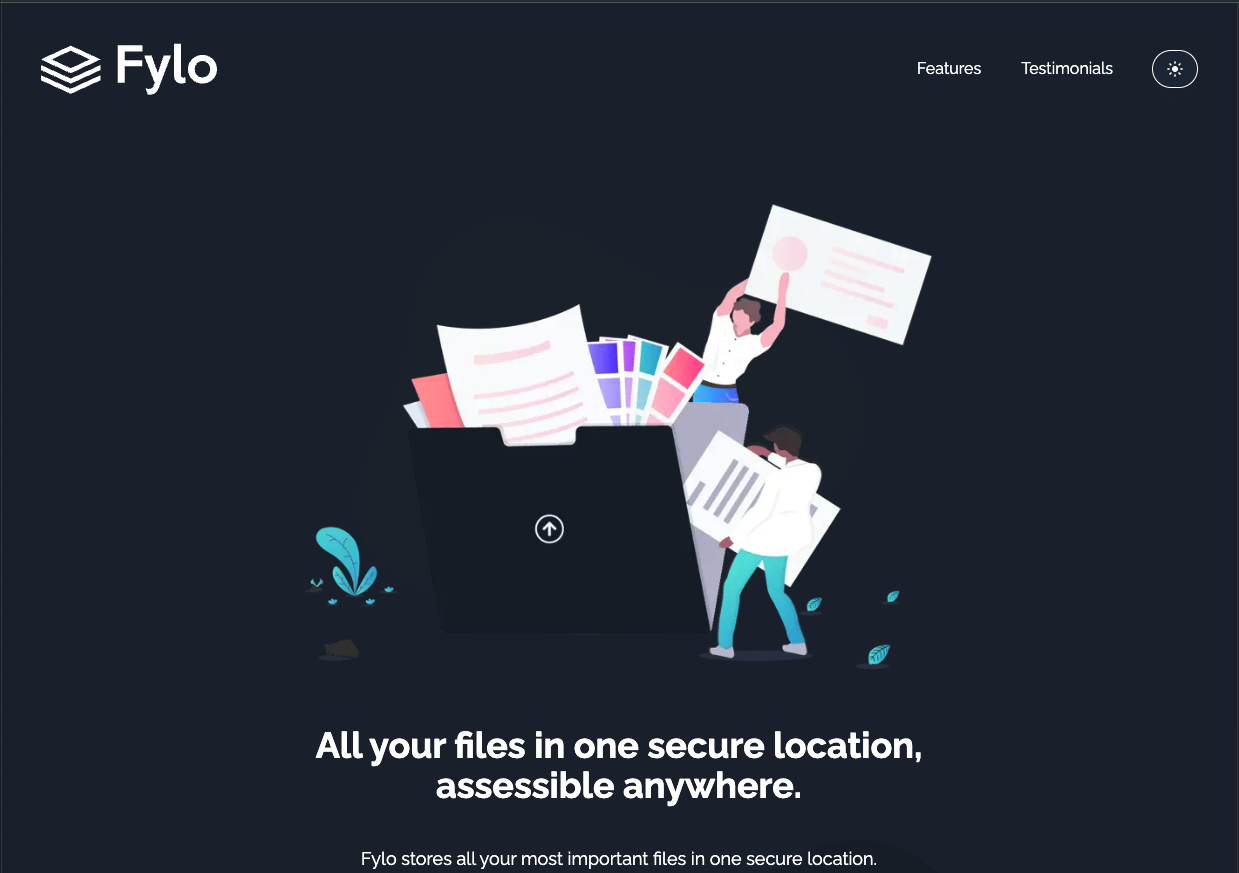 Fylo
Features
Testimonials
All your files in one secure location,
assessible anywhere.
Fylo stores all your most important files in one secure location.